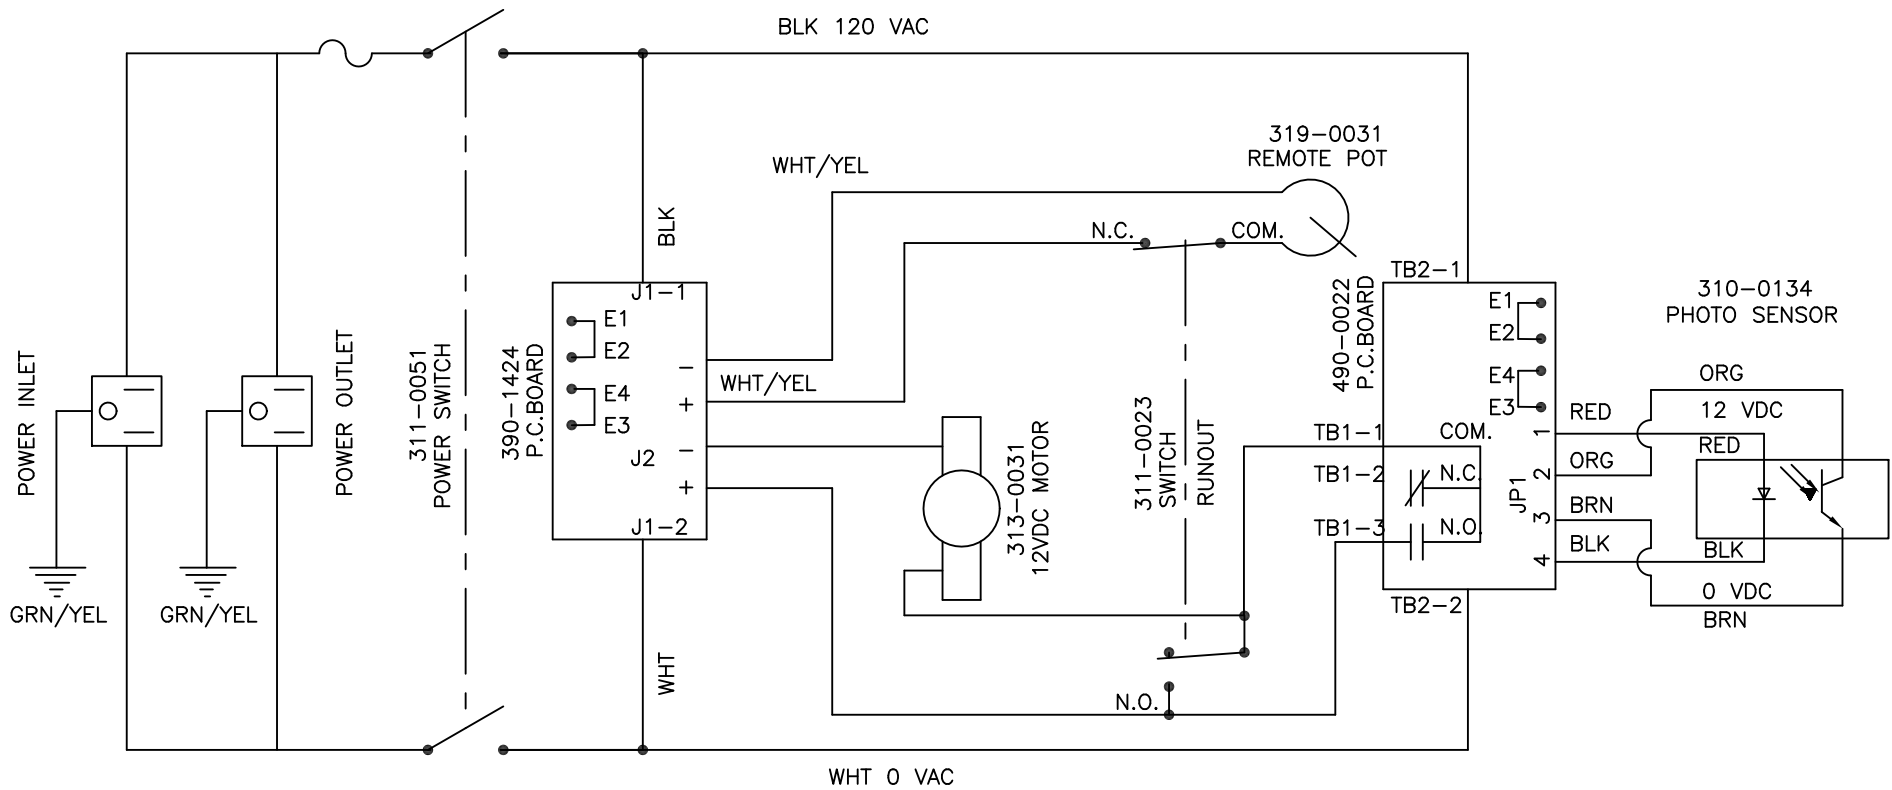 BLK 120 VAC
319-0031
REMOTE POT
WHT/YEL
N.C.
COM.
BLK
TB2-1
J1-1
E1
E2
E4
E3
J2
-
+
-
+
J1-2
WHT/YEL
POWER INLET
POWER OUTLET
311-0051
POWER SWITCH
390-1424
P.C.BOARD
GRN/YEL
GRN/YEL
313-0031
12VDC MOTOR
311-0023
SWITCH
RUNOUT
490-0022
P.C.BOARD
E1
E2
E4
E3
TB1-1
COM.
TB1-2
N.C.
TB1-3
N.O.
JP1
1
2
3
4
TB2-2
310-0134
PHOTO SENSOR
ORG
12 VDC
RED
RED
ORG
BRN
BLK
BLK
0 VDC
BRN
WHT
N.O.
WHT 0 VAC